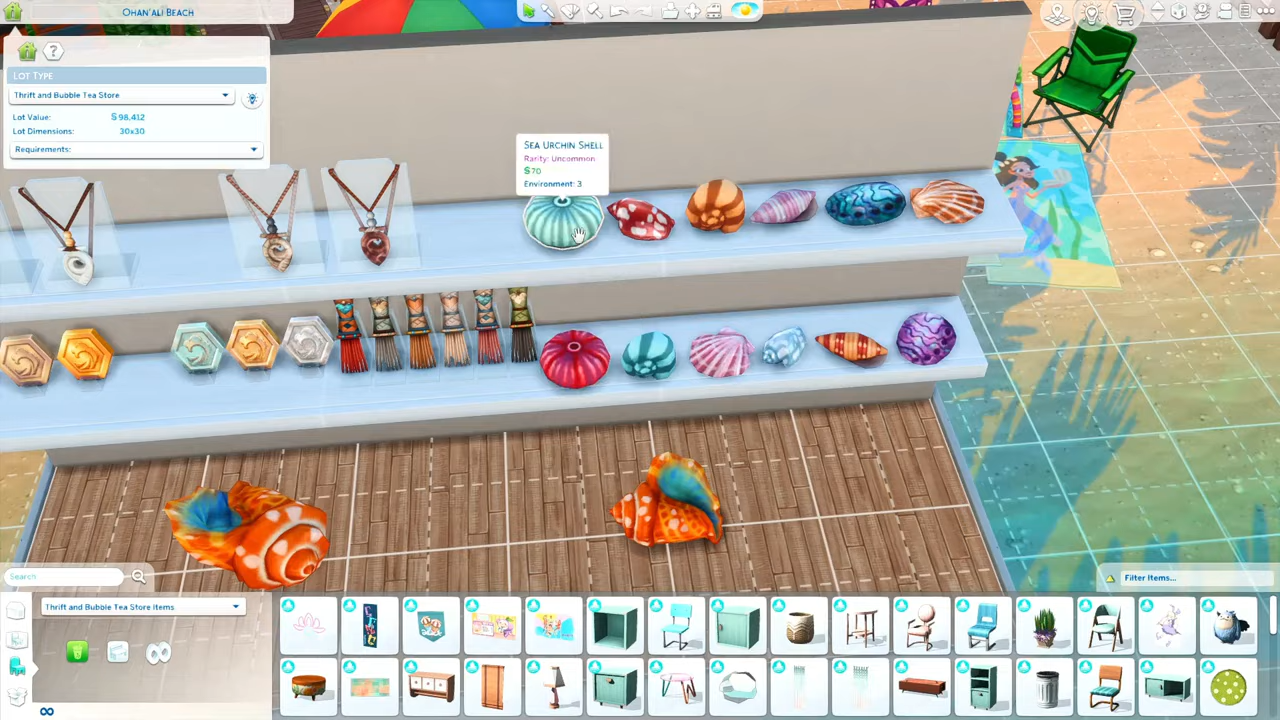 OHAN'ALI BEACH
?
LOT TYPE
Thrift and Bubble Tea Store
Lot Value: §98,412
Lot Dimensions: 30x30
Requirements:
SEA URCHIN SHELL
Rarity: Uncommon
§70
Environment: 3
Search
Filter Items...
Thrift and Bubble Tea Store Items